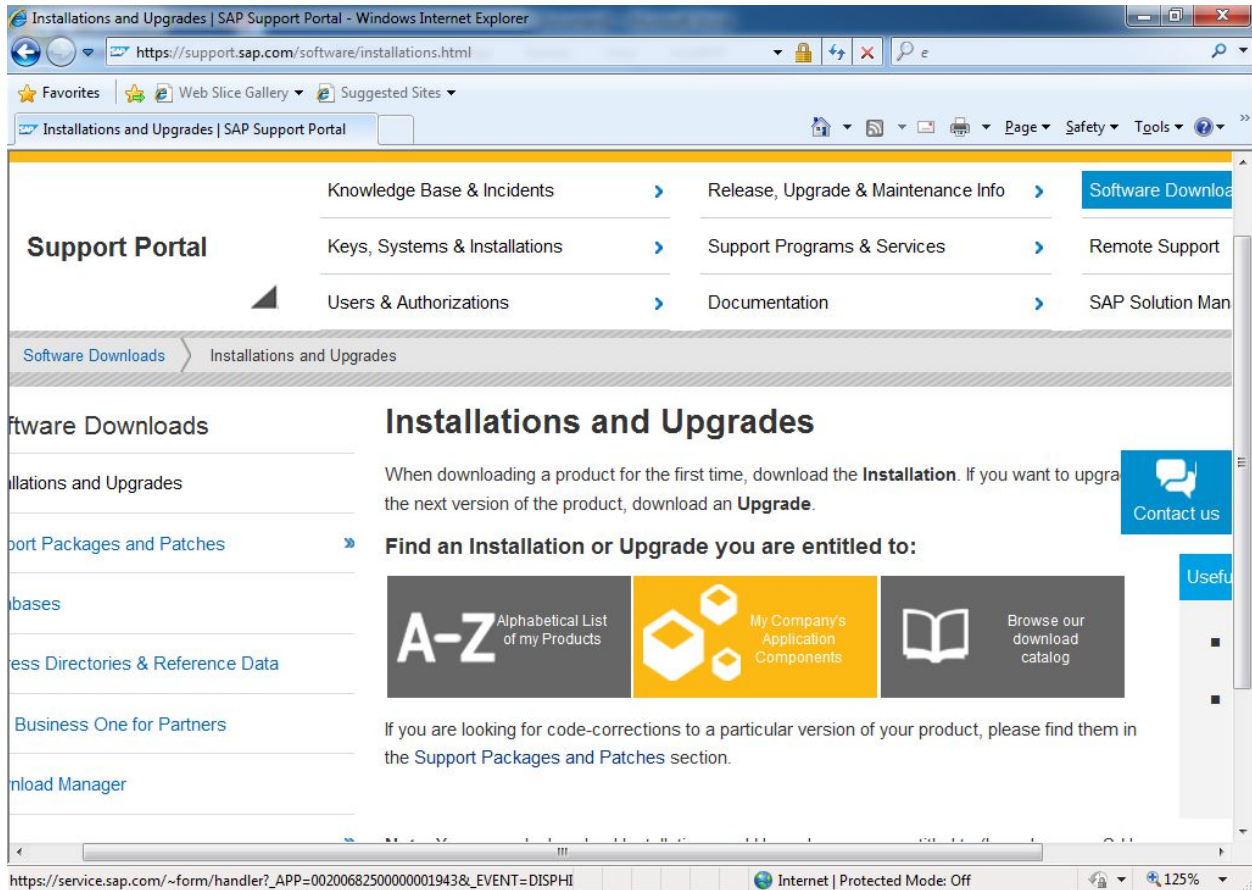 Installations and Upgrades | SAP Support Portal - Windows Internet Explorer
https://support.sap.com/software/installations.html
e
Favorites
Web Slice Gallery
Suggested Sites
Installations and Upgrades | SAP Support Portal
Page
Safety
Tools
Support Portal
Knowledge Base & Incidents
Release, Upgrade & Maintenance Info
Software Downloa
Keys, Systems & Installations
Support Programs & Services
Remote Support
Users & Authorizations
Documentation
SAP Solution Man
Software Downloads
Installations and Upgrades
ftware Downloads
allations and Upgrades
port Packages and Patches
abases
ress Directories & Reference Data
Business One for Partners
nload Manager
Installations and Upgrades
When downloading a product for the first time, download the Installation. If you want to upgra
the next version of the product, download an Upgrade.
Find an Installation or Upgrade you are entitled to:
A-Z
Alphabetical List
of my Products
My Company's
Application
Components
Browse our
download
catalog
If you are looking for code-corrections to a particular version of your product, please find them in
the Support Packages and Patches section.
Contact us
Usefu
https://service.sap.com/~form/handler?_APP=00200682500000001943&_EVENT=DISPHI
Internet | Protected Mode: Off
125%